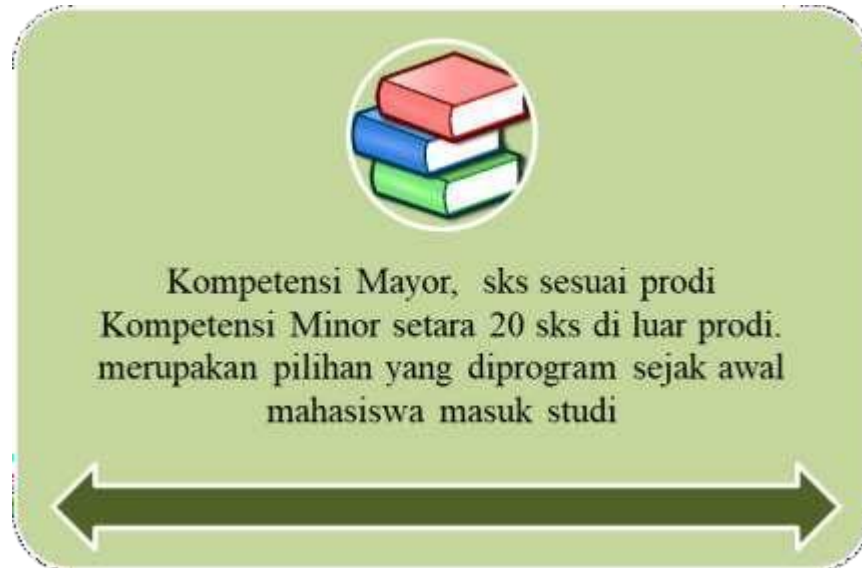 Kompetensi Mayor, sks sesuai prodi
Kompetensi Minor setara 20 sks di luar prodi.
merupakan pilihan yang diprogram sejak awal
mahasiswa masuk studi